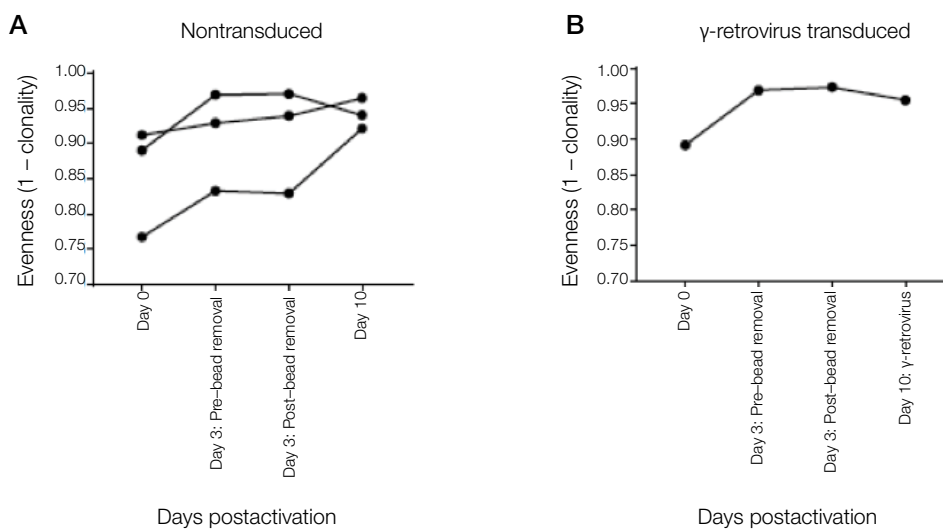 A
Nontransduced
Evenness (1 – clonality)
1.00
0.95
0.90
0.85
0.80
0.75
0.70
Day 0
Day 3: Pre–bead removal
Day 3: Post–bead removal
Day 10
Days postactivation
B
γ-retrovirus transduced
Evenness (1 – clonality)
1.00
0.95
0.90
0.85
0.80
0.75
0.70
Day 0
Day 3: Pre–bead removal
Day 3: Post–bead removal
Day 10: γ-retrovirus
Days postactivation